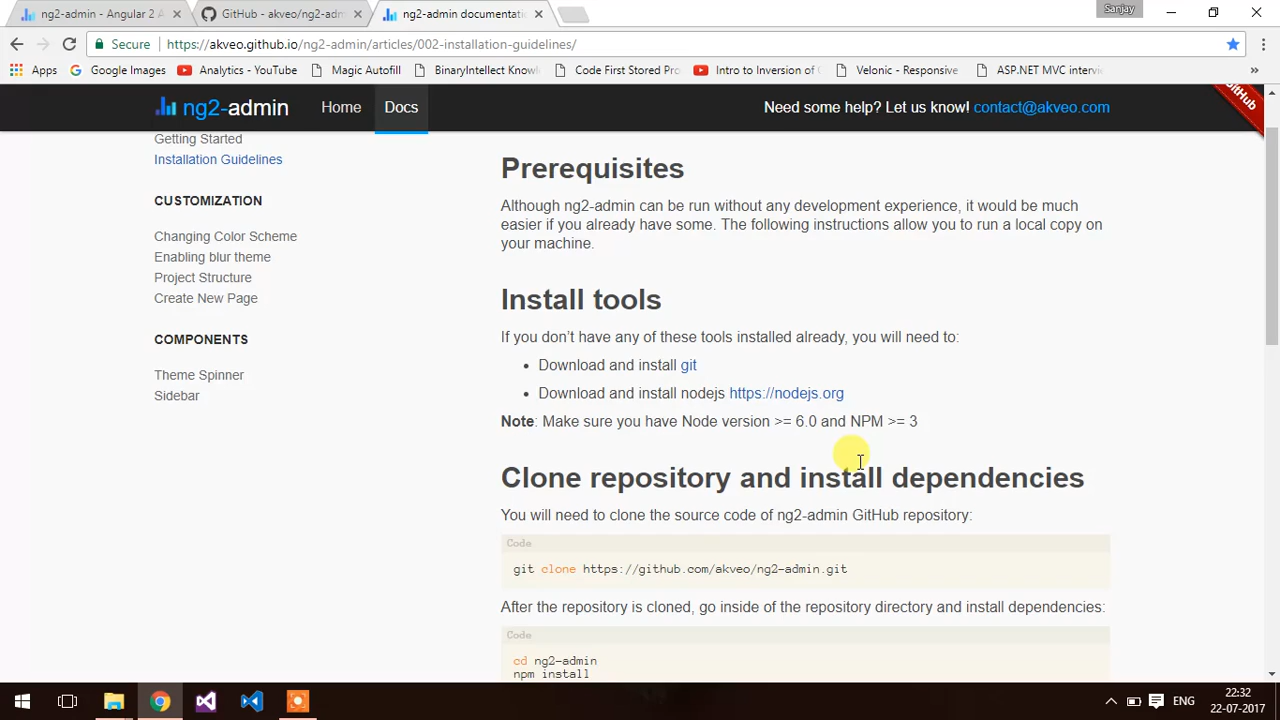 ng2-admin - Angular 2 A
GitHub - akveo/ng2-adm
ng2-admin documentatio
Sanjay
Secure
https://akveo.github.io/ng2-admin/articles/002-installation-guidelines/
Apps
Google Images
Analytics - YouTube
Magic Autofill
BinaryIntellect Knowl
Code First Stored Pro
Intro to Invasion of C
Velonic - Responsive
ASP.NET MVC intervi
»
ng2-admin
Home
Docs
Need some help? Let us know! contact@akveo.com
GitHub
Getting Started
Installation Guidelines
CUSTOMIZATION
Changing Color Scheme
Enabling blur theme
Project Structure
Create New Page
COMPONENTS
Theme Spinner
Sidebar
Prerequisites
Although ng2-admin can be run without any development experience, it would be much
easier if you already have some. The following instructions allow you to run a local copy on
your machine.
Install tools
If you don’t have any of these tools installed already, you will need to:
• Download and install git
• Download and install nodejs https://nodejs.org
Note: Make sure you have Node version >= 6.0 and NPM >= 3
Clone repository and install dependencies
You will need to clone the source code of ng2-admin GitHub repository:
Code
git clone https://github.com/akveo/ng2-admin.git
After the repository is cloned, go inside of the repository directory and install dependencies:
Code
cd ng2-admin
npm install
ENG
22:32
22-07-2017